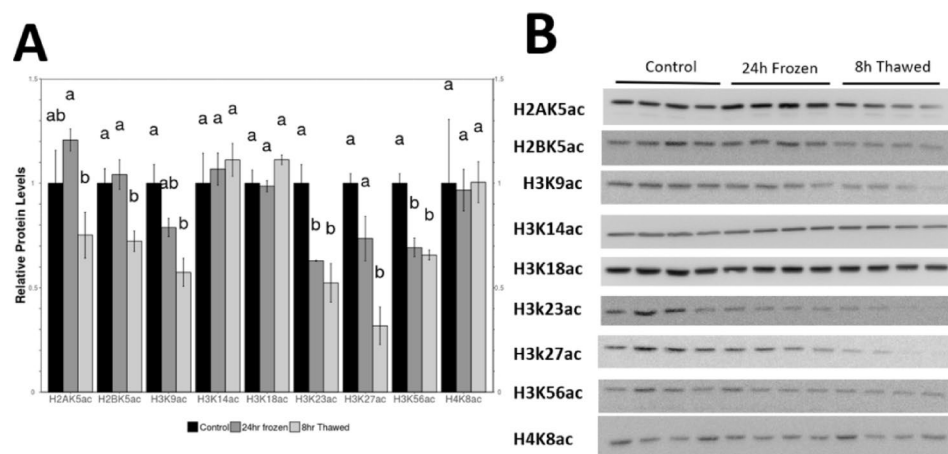 A
1.5
1
0.5
0
Relative Protein Levels
1.5
1
0.5
0
ab a b
a a b
a ab b
a a a
a a a
a b b
a a b
a b b
a a a
H2AK5ac H2BK5ac H3K9ac H3K14ac H3K18ac H3K23ac H3K27ac H3K56ac H4K8ac
Control 24hr frozen 8hr Thawed
B
Control 24h Frozen 8h Thawed
H2AK5ac
H2BK5ac
H3K9ac
H3K14ac
H3K18ac
H3k23ac
H3k27ac
H3K56ac
H4K8ac